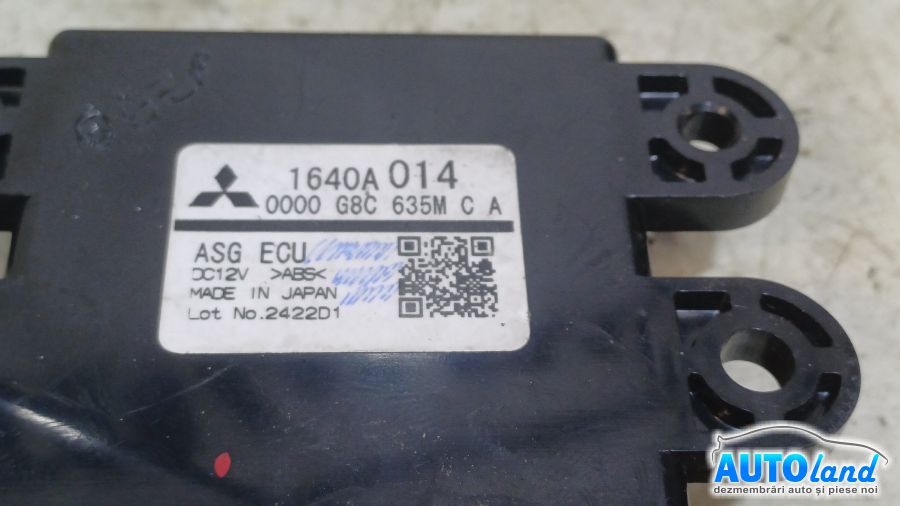 1640A 014
0000 G8C 635M C A
ASG ECU
DC12V >ABS<
MADE IN JAPAN
Lot No.2422D1
AUTOland
dezmembrări auto și piese noi